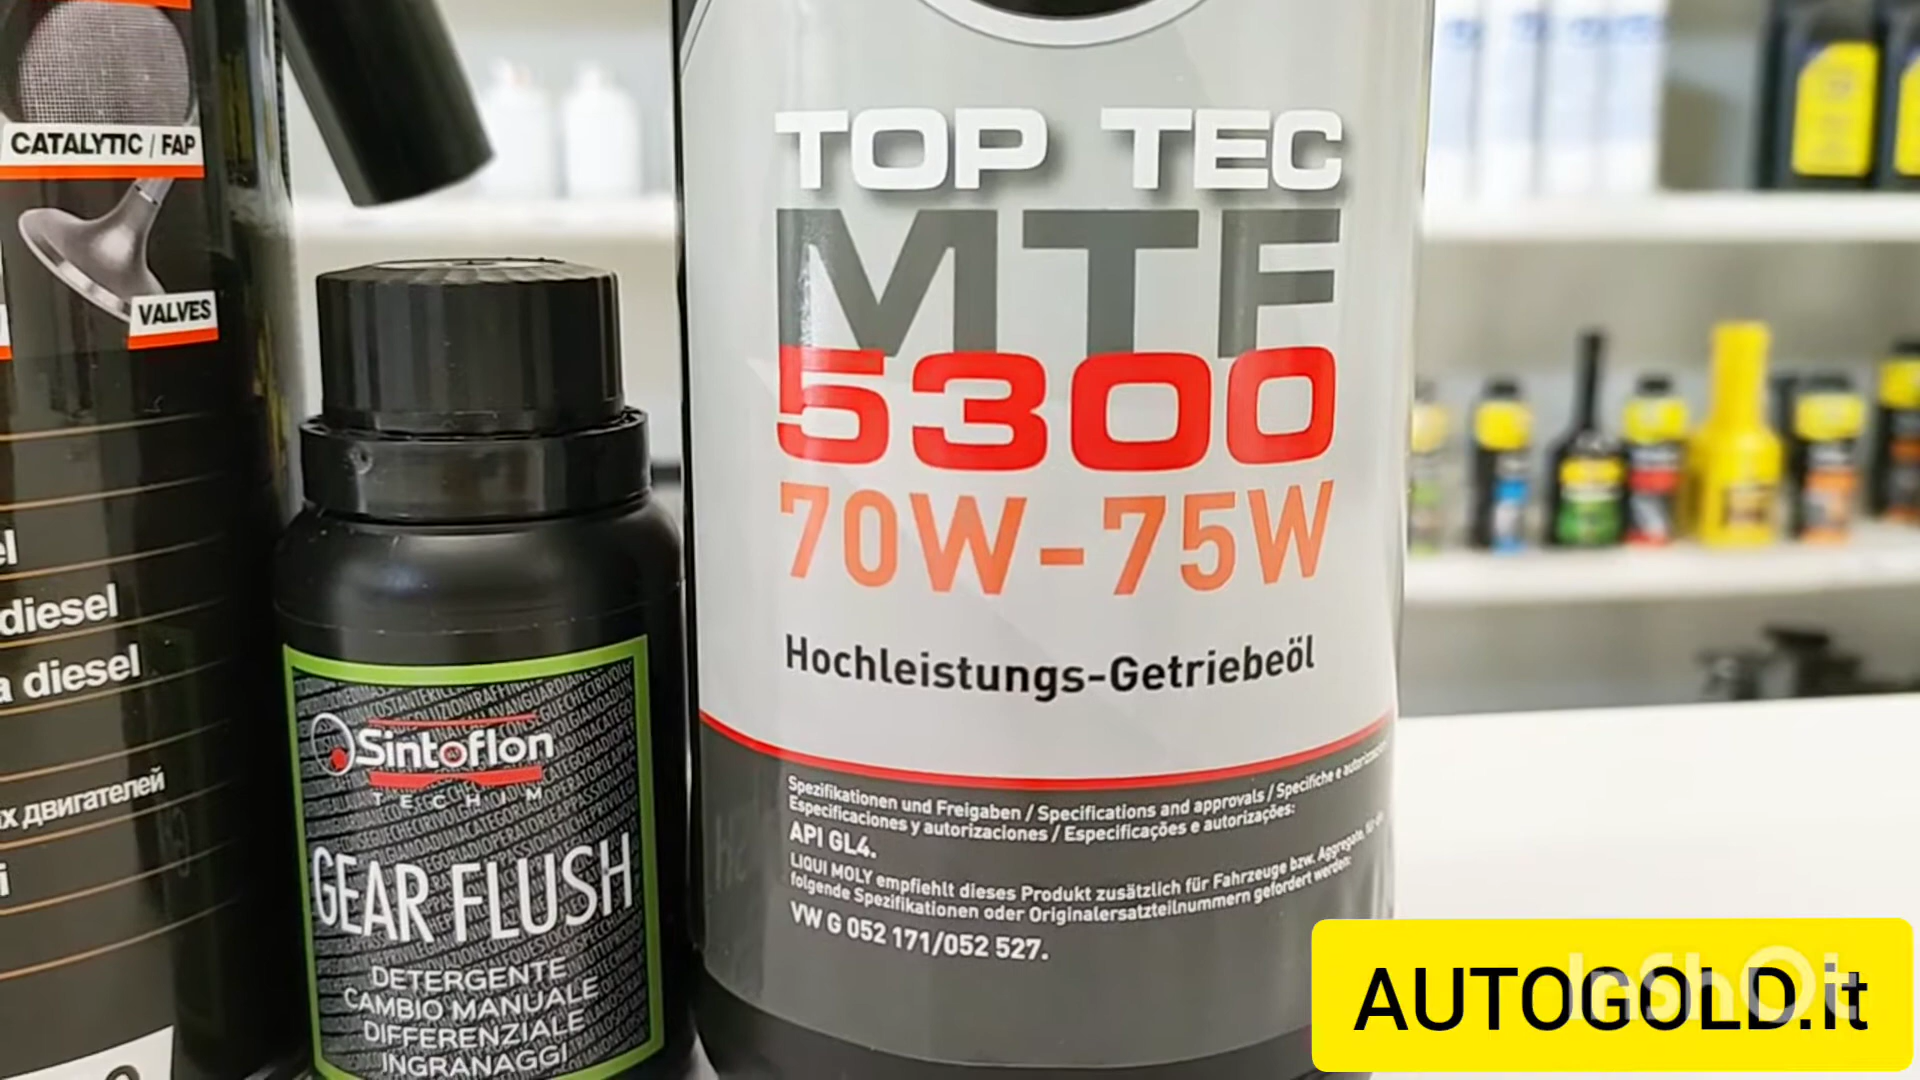 CATALYTIC / FAP
VALVES
diesel
a diesel
х двигателей
Sintoflon
TECH.M
GEAR FLUSH
DETERGENTE
CAMBIO MANUALE
DIFFERENZIALE
INGRANAGGI
TOP TEC
MTF
5300
70W-75W
Hochleistungs-Getriebeöl
Spezifikationen und Freigaben / Specifications and approvals / Specifiche e autorizzazioni
Especificaciones y autorizaciones / Especificações e autorizações:
API GL4.
LIQUI MOLY empfiehlt dieses Produkt zusätzlich für Fahrzeuge bzw. Aggregate, für die
folgende Spezifikationen oder Originalersatzteilnummern gefordert werden:
VW G 052 171/052 527.
AUTOGOLD.it
InShOt